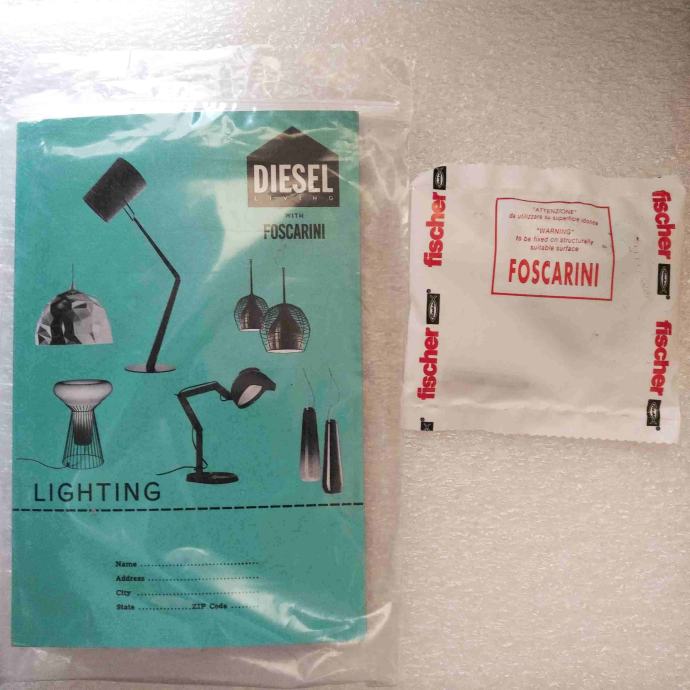 DIESEL
LIVING
WITH
FOSCARINI
LIGHTING
Name
Address
City
State ZIP Code
fischer
fischer
"ATTENZIONE"
da utilizzare su superficie idonea
"WARNING"
to be fixed on structurally
suitable surface
FOSCARINI
fischer
fischer